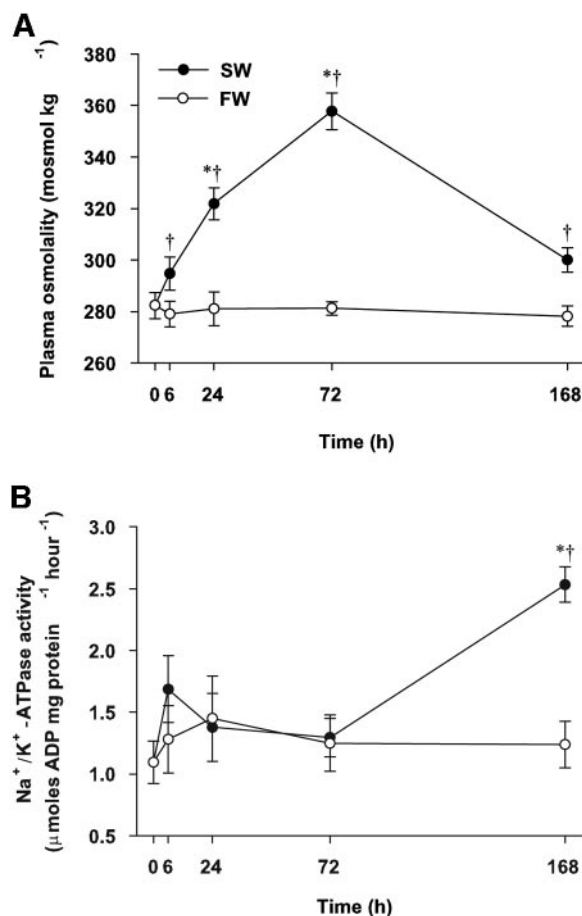 A
Plasma osmolality (mosmol kg -1)
SW
FW
360
340
320
300
280
260
†
*†
*†
†
0 6 24 72 168
Time (h)
B
Na+/K+ -ATPase activity
(μmoles ADP mg protein -1 hour -1)
3.0
2.5
2.0
1.5
1.0
0.5
*†
0 6 24 72 168
Time (h)